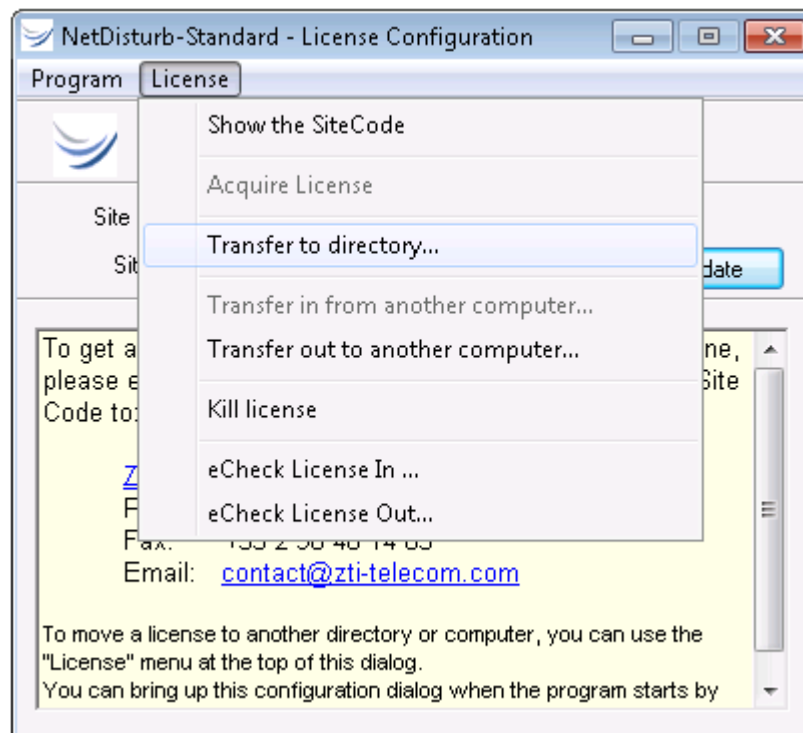 NetDisturb-Standard - License Configuration
Program License
Show the SiteCode
Acquire License
Site
Transfer to directory...
Sit
date
Transfer in from another computer...
To get a
ne,
Transfer out to another computer...
please e
Site
Code to:
Kill license
eCheck License In ...
eCheck License Out...
Fax:
Email: contact@zti-telecom.com
To move a license to another directory or computer, you can use the
"License" menu at the top of this dialog.
You can bring up this configuration dialog when the program starts by